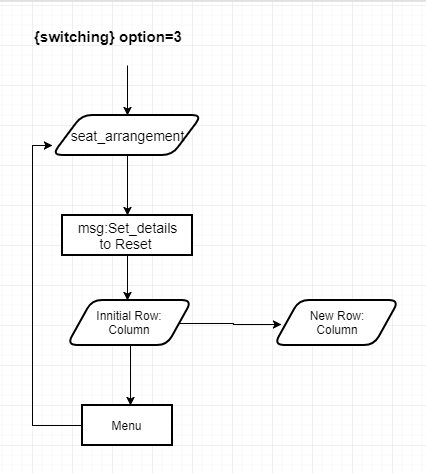 {switching} option=3
seat_arrangement
msg:Set_details
to Reset
Innitial Row:
Column
New Row:
Column
Menu